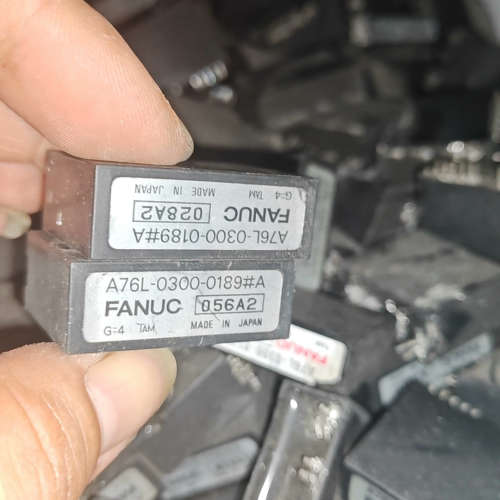 G=4 TAM MADE IN JAPAN
FANUC 028A2
A76L-0300-0189#A
A76L-0300-0189#A
FANUC 056A2
G=4 TAM MADE IN JAPAN
FANUC